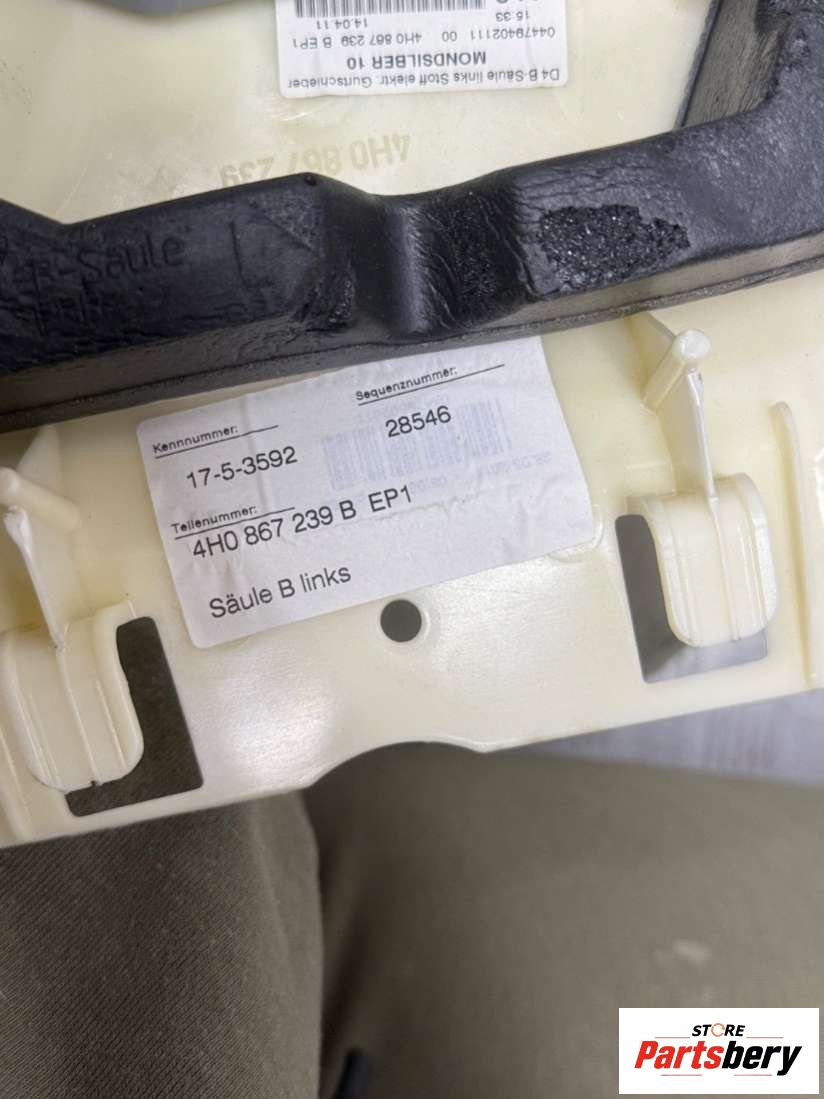 D4 B-Säule links Stoff elektr. Gurtschieber
MONDSILBER 10
04479402111 00 4H0 867 239 B EP1
15:33
14.04.11
4H0 867 239
B-Säule
L
Kennnummer:
17-5-3592
Sequenznummer:
28546
Teilenummer:
4H0 867 239 B EP1
Säule B links
STORE
Partsbery